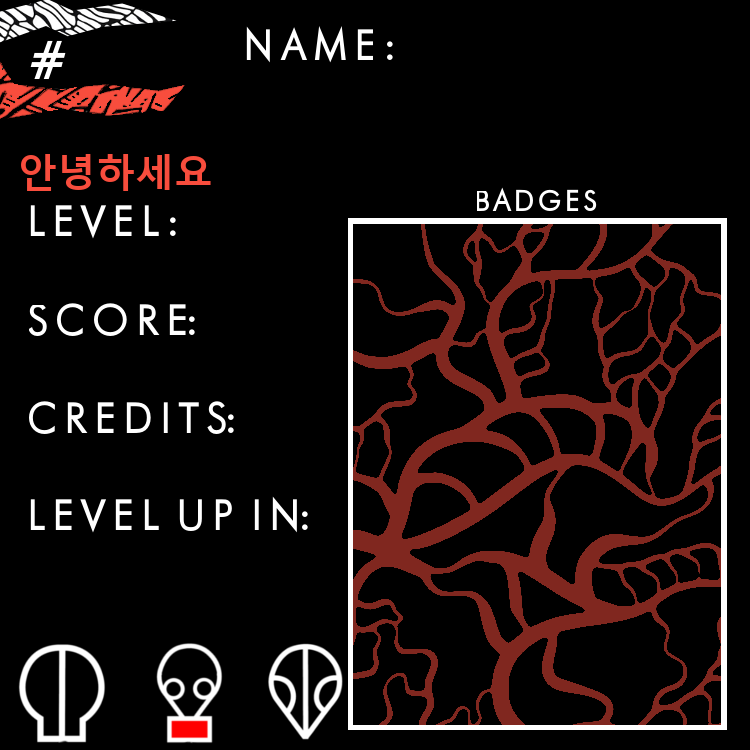 #
NAME:
안녕하세요
LEVEL:
BADGES
SCORE:
CREDITS:
LEVEL UP IN: